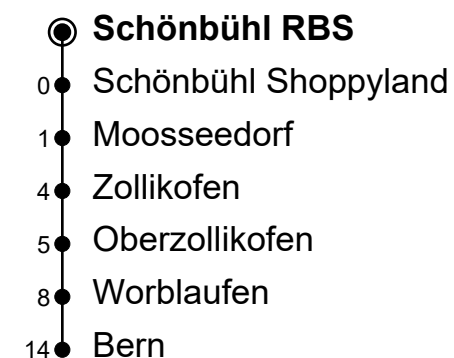 Schönbühl RBS
0 Schönbühl Shoppyland
1 Moosseedorf
4 Zollikofen
5 Oberzollikofen
8 Worblaufen
14 Bern